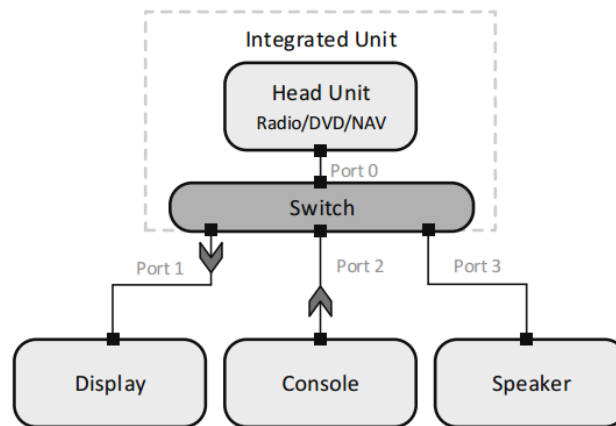 Integrated Unit
Head Unit
Radio/DVD/NAV
Port 0
Switch
Port 1
Port 2
Port 3
Display
Console
Speaker